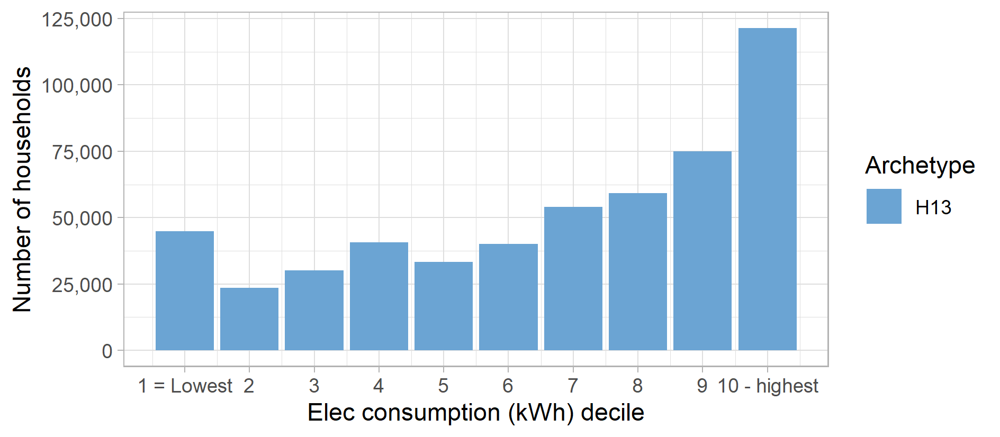 125,000
100,000
75,000
50,000
25,000
0
Number of households
1 = Lowest 2 3 4 5 6 7 8 9 10 - highest
Elec consumption (kWh) decile
Archetype
H13